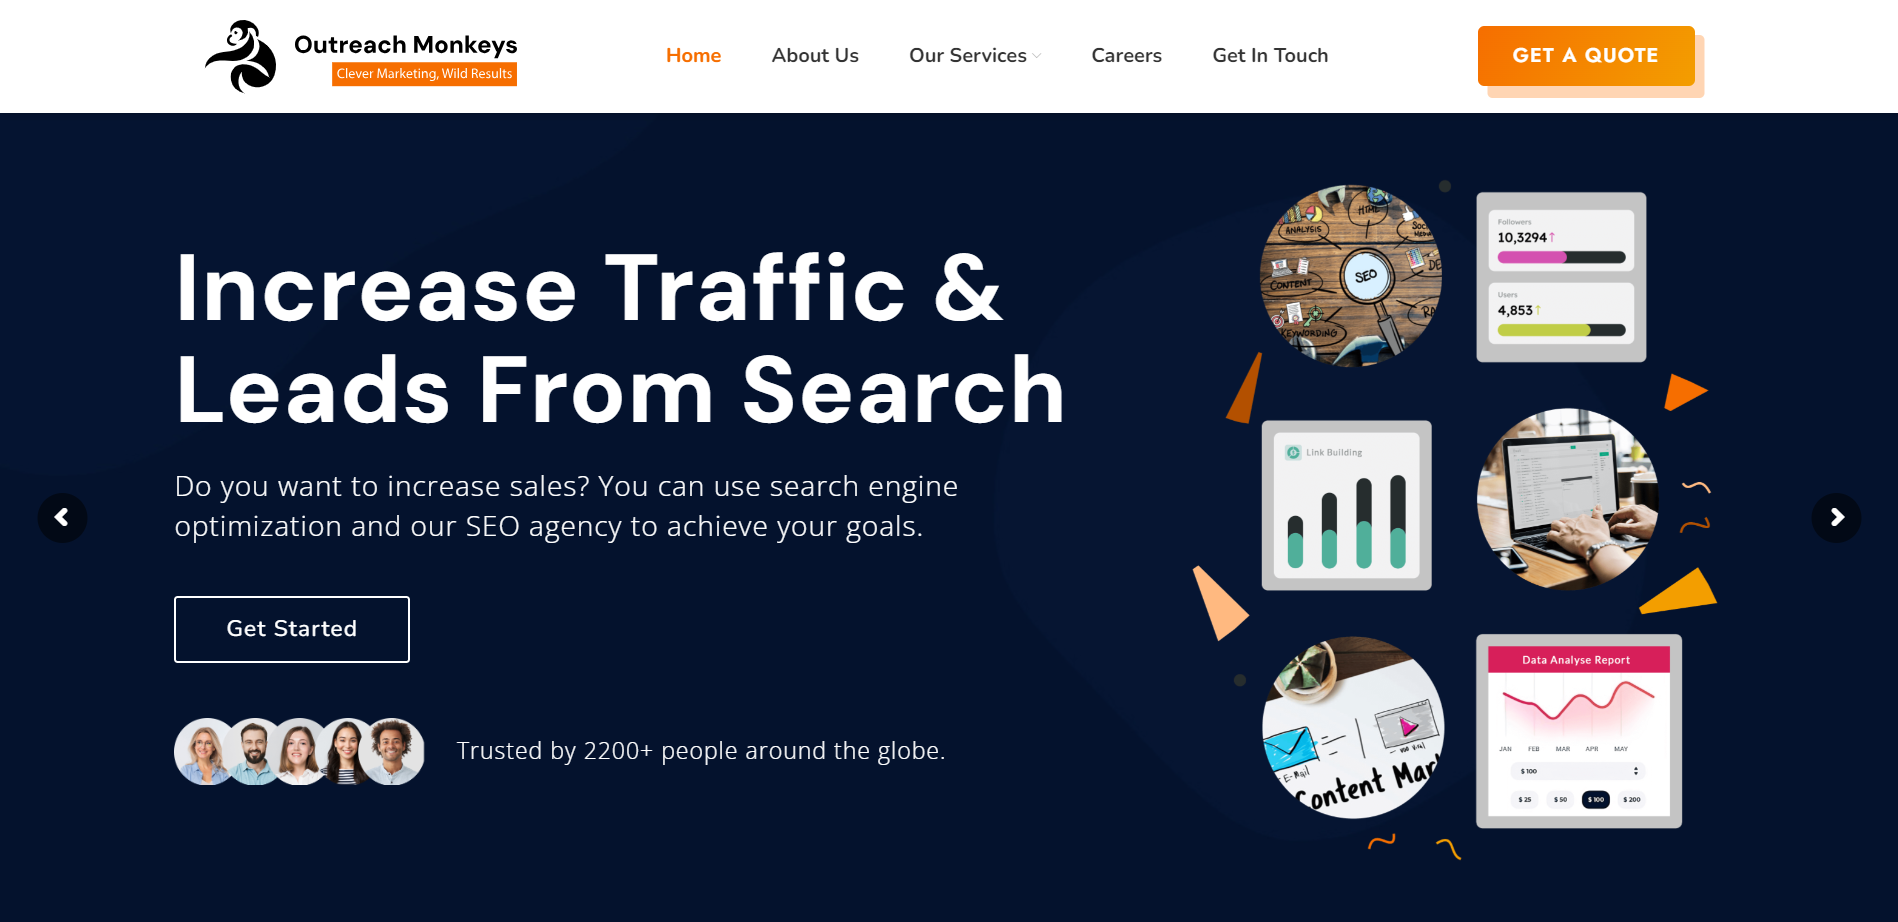 Outreach Monkeys
Clever Marketing, Wild Results
Home
About Us
Our Services
Careers
Get In Touch
GET A QUOTE
Increase Traffic &
Leads From Search
Do you want to increase sales? You can use search engine
optimization and our SEO agency to achieve your goals.
Get Started
Trusted by 2200+ people around the globe.
HTML
ANALYSIS
SEO
CONTENT
KEYWORDING
Followers
10,3294↑
Users
4,853↑
Link Building
E-Mail
Content Mar
Data Analyse Report
JAN FEB MAR APR MAY
$ 100
$ 25 $ 50 $ 100 $ 200